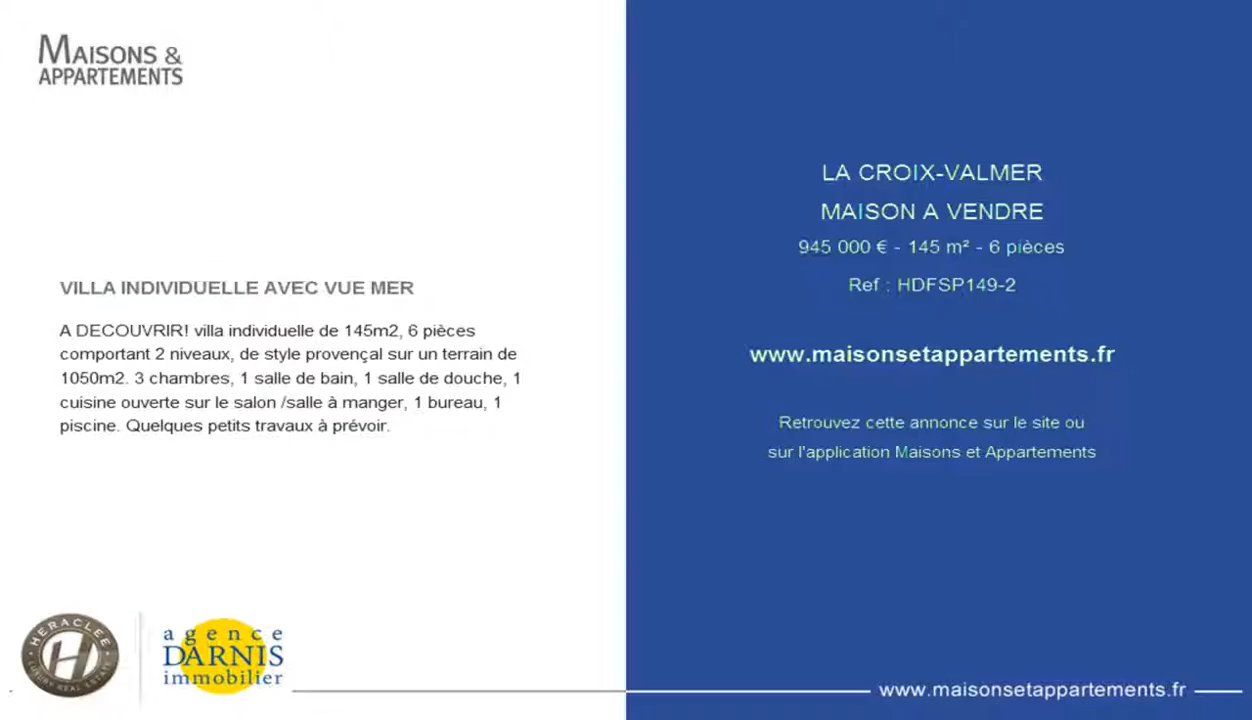 MAISONS &
APPARTEMENTS
LA CROIX-VALMER
MAISON A VENDRE
945 000 € - 145 m² - 6 pièces
Ref : HDFSP149-2
www.maisonsetappartements.fr
Retrouvez cette annonce sur le site ou
sur l'application Maisons et Appartements
VILLA INDIVIDUELLE AVEC VUE MER
A DECOUVRIR! villa individuelle de 145m2, 6 pièces
comportant 2 niveaux, de style provençal sur un terrain de
1050m2. 3 chambres, 1 salle de bain, 1 salle de douche, 1
cuisine ouverte sur le salon /salle à manger, 1 bureau, 1
piscine. Quelques petits travaux à prévoir.
HERACLEE
H
LUXURY REAL ESTATE
agence
DARNIS
immobilier
www.maisonsetappartements.fr